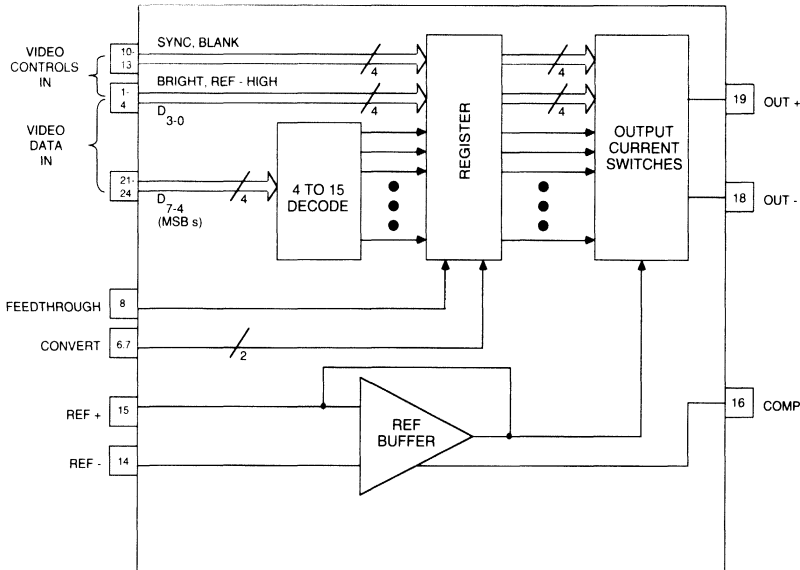 VIDEO
CONTROLS
IN
10-
13
SYNC, BLANK
4
4
1-
4
BRIGHT, REF - HIGH
D3-0
4
4
VIDEO
DATA
IN
21-
24
D7-4
(MSB s)
4
4 TO 15
DECODE
REGISTER
OUTPUT
CURRENT
SWITCHES
19
OUT +
18
OUT -
FEEDTHROUGH
8
CONVERT
6.7
2
REF +
15
REF -
14
REF
BUFFER
16
COMP